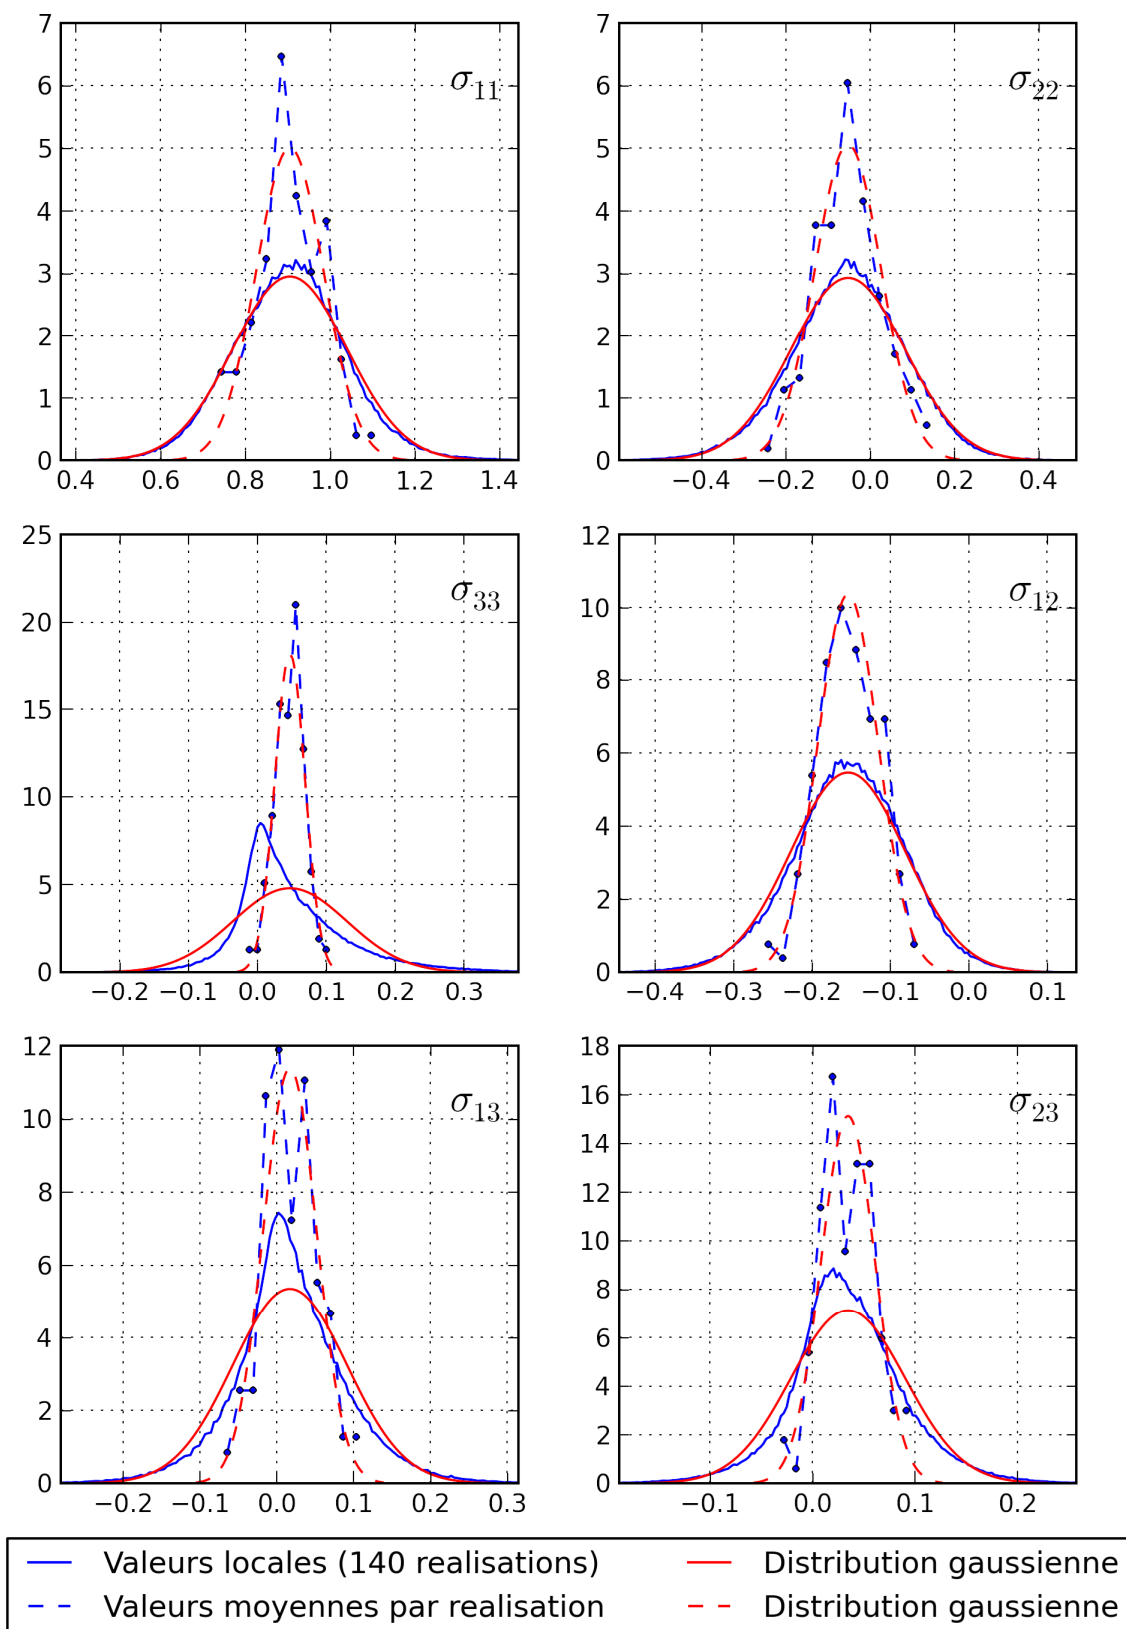 7 6 5 4 3 2 1 0
σ11
0.4 0.6 0.8 1.0 1.2 1.4
7 6 5 4 3 2 1 0
σ22
−0.4 −0.2 0.0 0.2 0.4
25 20 15 10 5 0
σ33
−0.2 −0.1 0.0 0.1 0.2 0.3
12 10 8 6 4 2 0
σ12
−0.4 −0.3 −0.2 −0.1 0.0 0.1
12 10 8 6 4 2 0
σ13
−0.2 −0.1 0.0 0.1 0.2 0.3
18 16 14 12 10 8 6 4 2 0
σ23
−0.1 0.0 0.1 0.2
Valeurs locales (140 realisations)
Valeurs moyennes par realisation
Distribution gaussienne
Distribution gaussienne